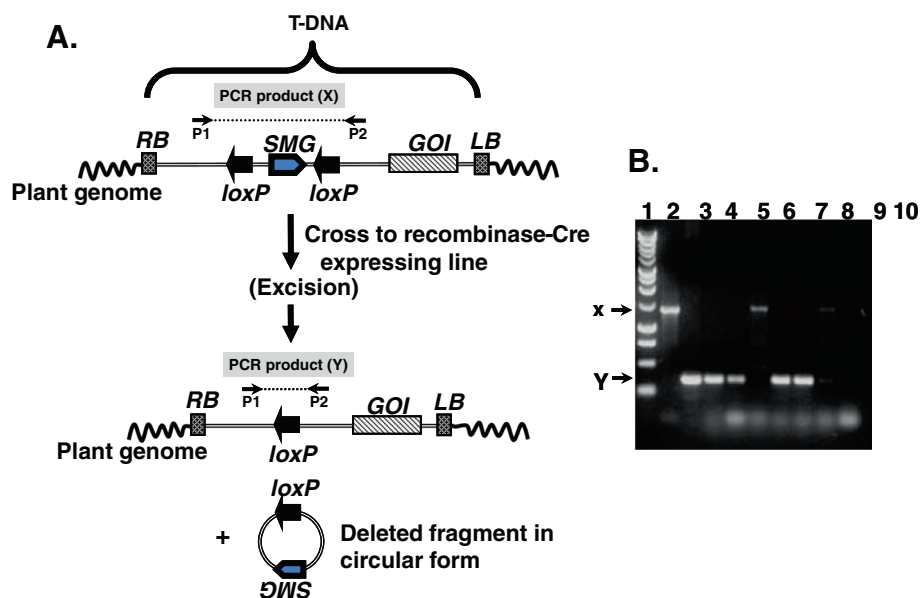 A.
T-DNA
PCR product (X)
P1 P2
RB SMG GOI LB
loxP loxP
Plant genome
Cross to recombinase-Cre
expressing line
(Excision)
PCR product (Y)
P1 P2
RB GOI LB
loxP
Plant genome
loxP
+
Deleted fragment in
circular form
SMG
B.
1 2 3 4 5 6 7 8 9 10
x
Y